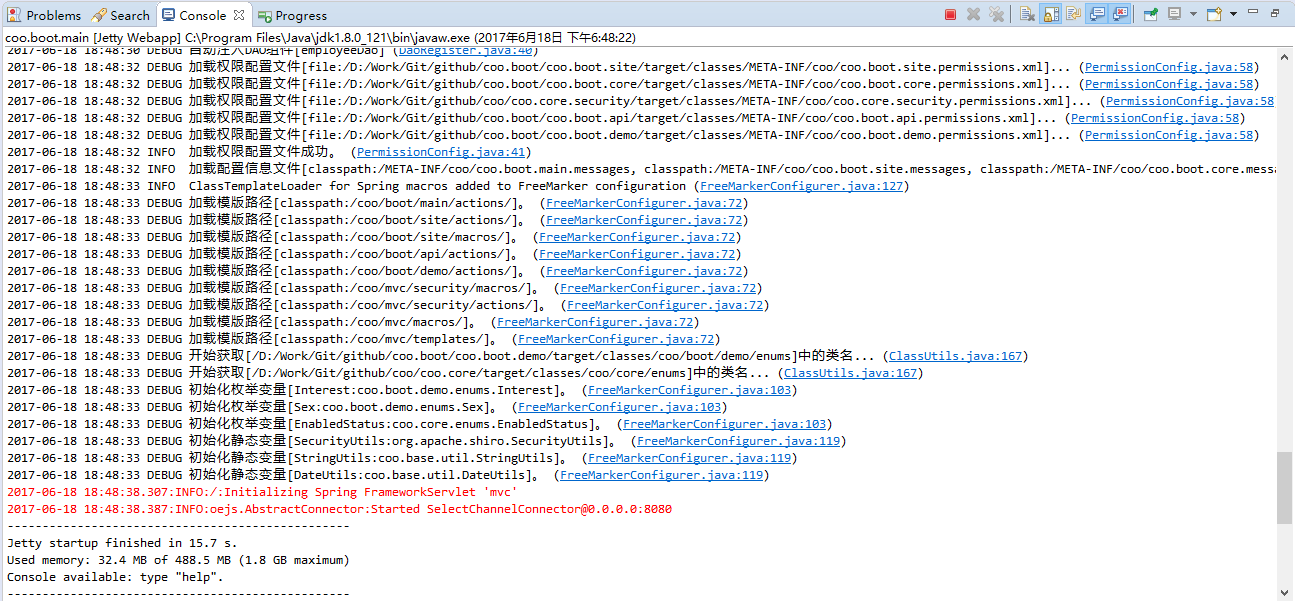 Problems Search Console Progress
coo.boot.main [Jetty Webapp] C:\Program Files\Java\jdk1.8.0_121\bin\javaw.exe (2017年6月18日 下午6:48:22)
2017-06-18 18:48:30 DEBUG 自动注入DAO组件[employeeDao] (DaoRegister.java:40)
2017-06-18 18:48:32 DEBUG 加载权限配置文件[file:/D:/Work/Git/github/coo.boot/coo.boot.site/target/classes/META-INF/coo/coo.boot.site.permissions.xml]... (PermissionConfig.java:58)
2017-06-18 18:48:32 DEBUG 加载权限配置文件[file:/D:/Work/Git/github/coo.boot/coo.boot.core/target/classes/META-INF/coo/coo.boot.core.permissions.xml]... (PermissionConfig.java:58)
2017-06-18 18:48:32 DEBUG 加载权限配置文件[file:/D:/Work/Git/github/coo/coo.core.security/target/classes/META-INF/coo/coo.core.security.permissions.xml]... (PermissionConfig.java:58
2017-06-18 18:48:32 DEBUG 加载权限配置文件[file:/D:/Work/Git/github/coo.boot/coo.boot.api/target/classes/META-INF/coo/coo.boot.api.permissions.xml]... (PermissionConfig.java:58)
2017-06-18 18:48:32 DEBUG 加载权限配置文件[file:/D:/Work/Git/github/coo.boot/coo.boot.demo/target/classes/META-INF/coo/coo.boot.demo.permissions.xml]... (PermissionConfig.java:58)
2017-06-18 18:48:32 INFO 加载权限配置文件成功。 (PermissionConfig.java:41)
2017-06-18 18:48:32 INFO 加载配置信息文件[classpath:/META-INF/coo/coo.boot.main.messages, classpath:/META-INF/coo/coo.boot.site.messages, classpath:/META-INF/coo/coo.boot.core.messa
2017-06-18 18:48:33 INFO ClassTemplateLoader for Spring macros added to FreeMarker configuration (FreeMarkerConfigurer.java:127)
2017-06-18 18:48:33 DEBUG 加载模版路径[classpath:/coo/boot/main/actions/]。 (FreeMarkerConfigurer.java:72)
2017-06-18 18:48:33 DEBUG 加载模版路径[classpath:/coo/boot/site/actions/]。 (FreeMarkerConfigurer.java:72)
2017-06-18 18:48:33 DEBUG 加载模版路径[classpath:/coo/boot/site/macros/]。 (FreeMarkerConfigurer.java:72)
2017-06-18 18:48:33 DEBUG 加载模版路径[classpath:/coo/boot/api/actions/]。 (FreeMarkerConfigurer.java:72)
2017-06-18 18:48:33 DEBUG 加载模版路径[classpath:/coo/boot/demo/actions/]。 (FreeMarkerConfigurer.java:72)
2017-06-18 18:48:33 DEBUG 加载模版路径[classpath:/coo/mvc/security/macros/]。 (FreeMarkerConfigurer.java:72)
2017-06-18 18:48:33 DEBUG 加载模版路径[classpath:/coo/mvc/security/actions/]。 (FreeMarkerConfigurer.java:72)
2017-06-18 18:48:33 DEBUG 加载模版路径[classpath:/coo/mvc/macros/]。 (FreeMarkerConfigurer.java:72)
2017-06-18 18:48:33 DEBUG 加载模版路径[classpath:/coo/mvc/templates/]。 (FreeMarkerConfigurer.java:72)
2017-06-18 18:48:33 DEBUG 开始获取[/D:/Work/Git/github/coo.boot/coo.boot.demo/target/classes/coo/boot/demo/enums]中的类名... (ClassUtils.java:167)
2017-06-18 18:48:33 DEBUG 开始获取[/D:/Work/Git/github/coo/coo.core/target/classes/coo/core/enums]中的类名... (ClassUtils.java:167)
2017-06-18 18:48:33 DEBUG 初始化枚举变量[Interest:coo.boot.demo.enums.Interest]。 (FreeMarkerConfigurer.java:103)
2017-06-18 18:48:33 DEBUG 初始化枚举变量[Sex:coo.boot.demo.enums.Sex]。 (FreeMarkerConfigurer.java:103)
2017-06-18 18:48:33 DEBUG 初始化枚举变量[EnabledStatus:coo.core.enums.EnabledStatus]。 (FreeMarkerConfigurer.java:103)
2017-06-18 18:48:33 DEBUG 初始化静态变量[SecurityUtils:org.apache.shiro.SecurityUtils]。 (FreeMarkerConfigurer.java:119)
2017-06-18 18:48:33 DEBUG 初始化静态变量[StringUtils:coo.base.util.StringUtils]。 (FreeMarkerConfigurer.java:119)
2017-06-18 18:48:33 DEBUG 初始化静态变量[DateUtils:coo.base.util.DateUtils]。 (FreeMarkerConfigurer.java:119)
2017-06-18 18:48:38.307:INFO:/:Initializing Spring FrameworkServlet 'mvc'
2017-06-18 18:48:38.387:INFO:oejs.AbstractConnector:Started SelectChannelConnector@0.0.0.0:8080
-------------------------------------------------
Jetty startup finished in 15.7 s.
Used memory: 32.4 MB of 488.5 MB (1.8 GB maximum)
Console available: type "help".
-------------------------------------------------